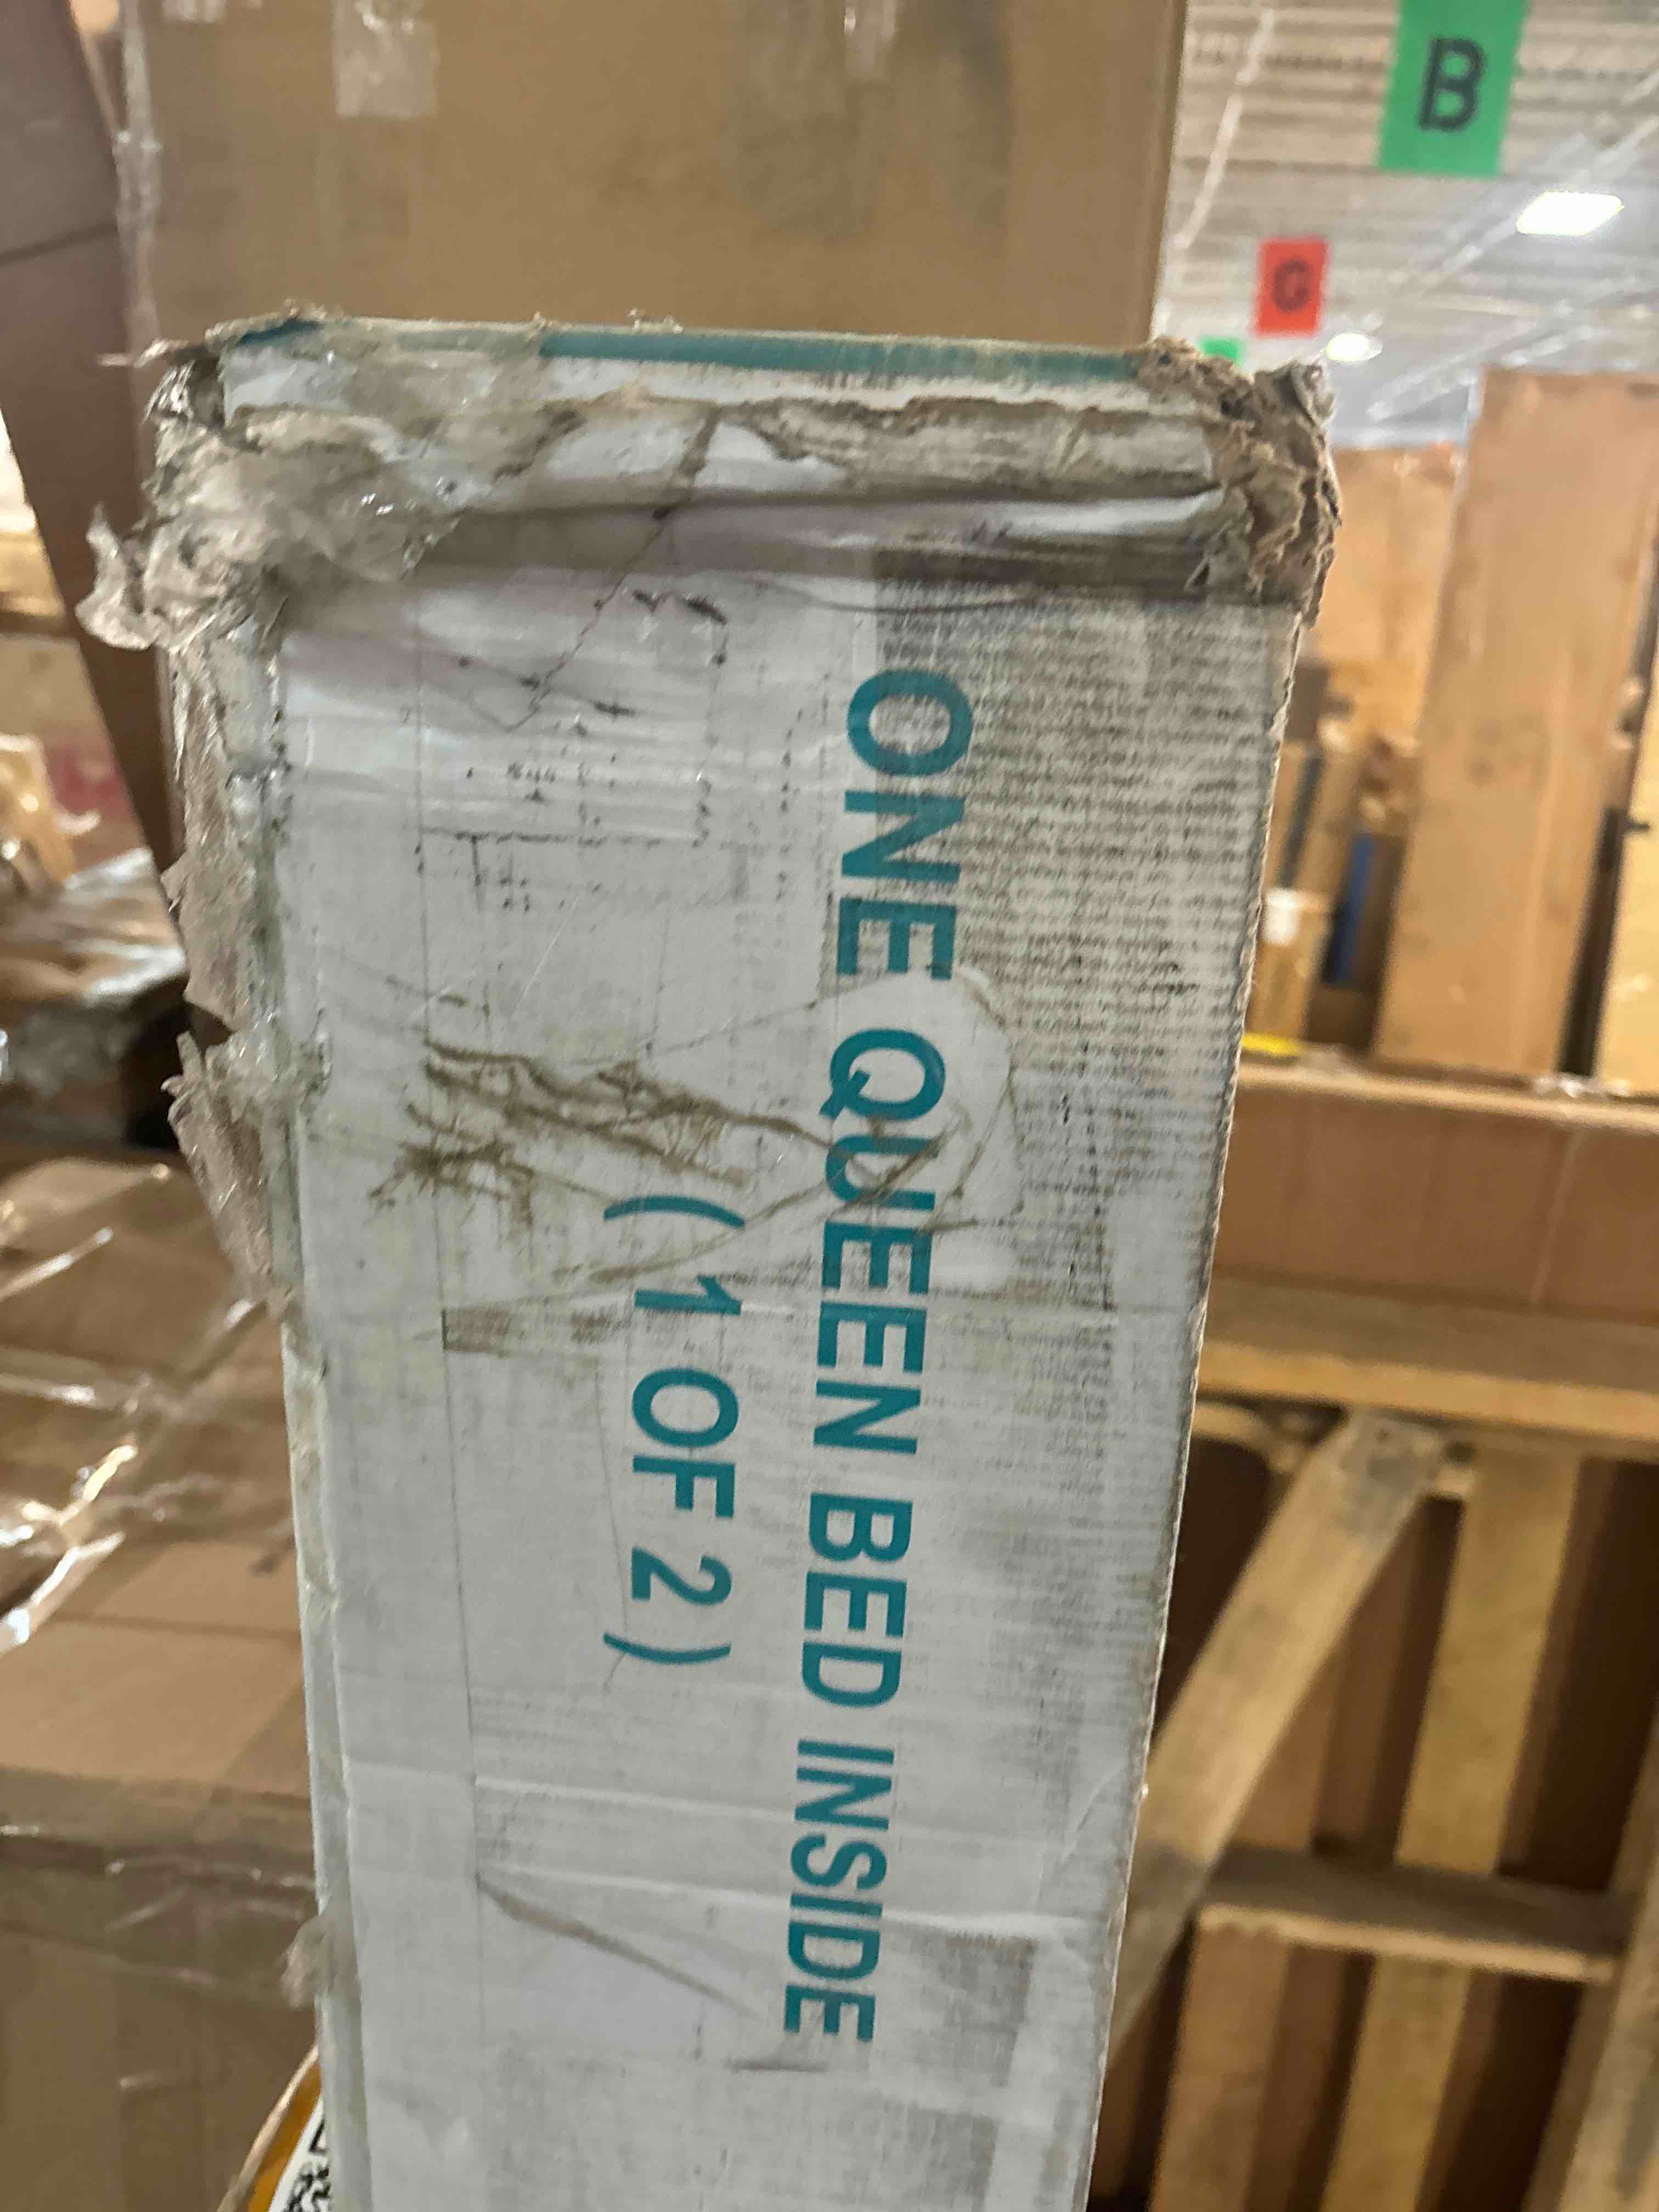 B
G
ONE QUEEN BED INSIDE
(1 OF 2)